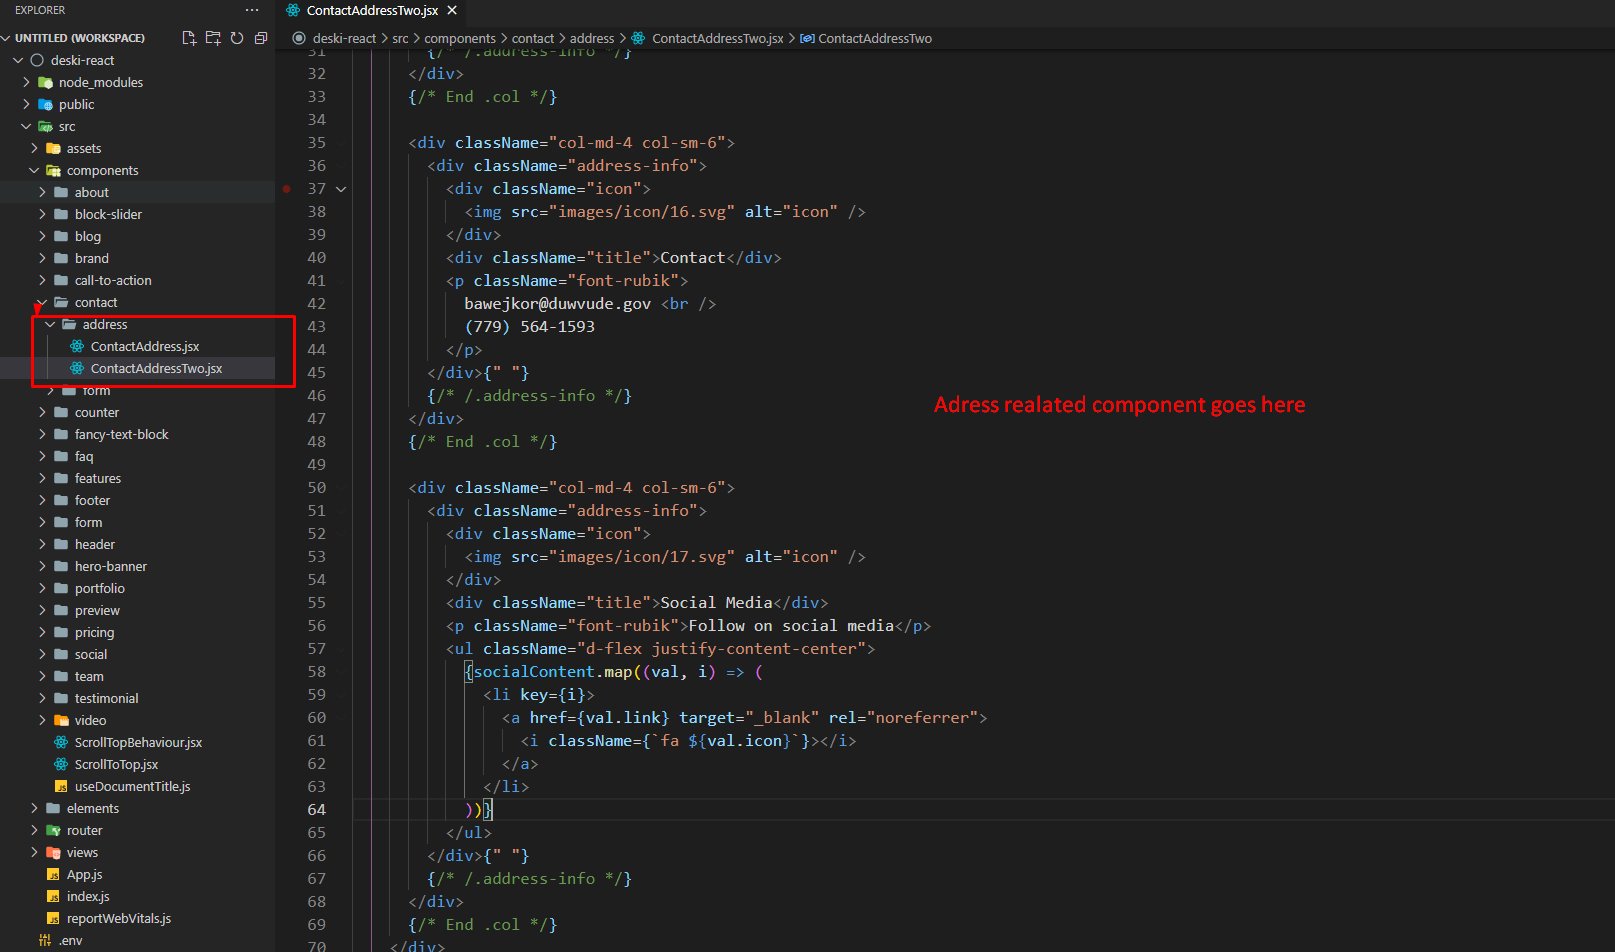 EXPLORER
···
ContactAddressTwo.jsx
UNTITLED (WORKSPACE)
deski-react > src > components > contact > address > ContactAddressTwo.jsx > ContactAddressTwo
deski-react
node_modules
public
src
assets
components
about
block-slider
blog
brand
call-to-action
contact
address
ContactAddress.jsx
ContactAddressTwo.jsx
form
counter
fancy-text-block
faq
features
footer
form
header
hero-banner
portfolio
preview
pricing
social
team
testimonial
video
ScrollTopBehaviour.jsx
ScrollToTop.jsx
JS useDocumentTitle.js
elements
router
views
JS App.js
JS index.js
JS reportWebVitals.js
.env
31 {/* /.address-info */}
32 </div>
33 {/* End .col */}
34
35 <div className="col-md-4 col-sm-6">
36 <div className="address-info">
37 <div className="icon">
38 <img src="images/icon/16.svg" alt="icon" />
39 </div>
40 <div className="title">Contact</div>
41 <p className="font-rubik">
42 bawejkor@duwvude.gov <br />
43 (779) 564-1593
44 </p>
45 </div>{" "}
46 {/* /.address-info */}
47 </div>
48 {/* End .col */}
49
50 <div className="col-md-4 col-sm-6">
51 <div className="address-info">
52 <div className="icon">
53 <img src="images/icon/17.svg" alt="icon" />
54 </div>
55 <div className="title">Social Media</div>
56 <p className="font-rubik">Follow on social media</p>
57 <ul className="d-flex justify-content-center">
58 {socialContent.map((val, i) => (
59 <li key={i}>
60 <a href={val.link} target="_blank" rel="noreferrer">
61 <i className={`fa ${val.icon}`}></i>
62 </a>
63 </li>
64 ))}
65 </ul>
66 </div>{" "}
67 {/* /.address-info */}
68 </div>
69 {/* End .col */}
70 </div>
Adress realated component goes here